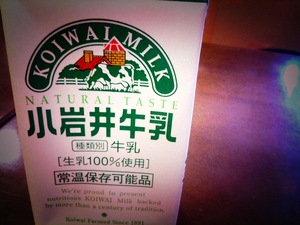 KOIWAI MILK
NATURAL TASTE
小岩井牛乳
種類別 牛乳
[生乳100%使用]
常温保存可能品
We're proud to present
nutritious KOIWAI Milk backed
by more than a century of tradition.
Koiwai Farmed Since 1891